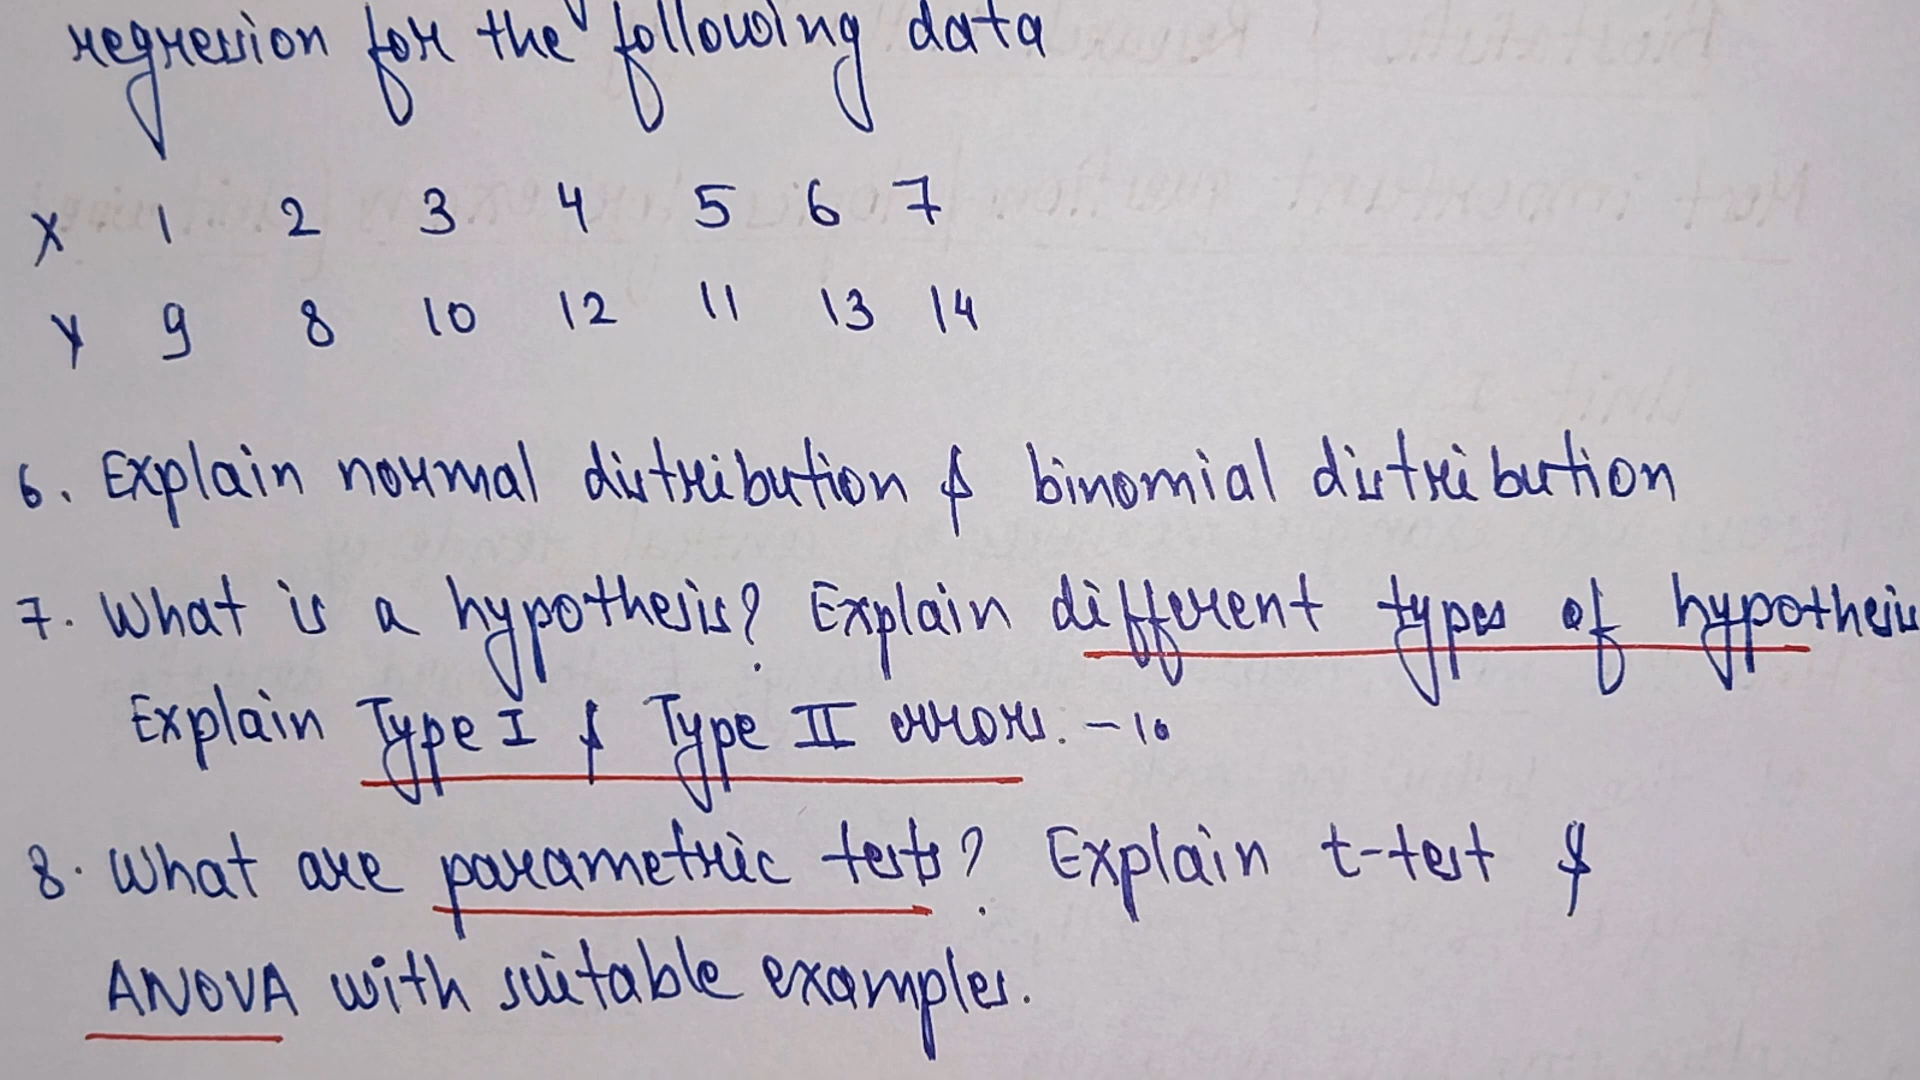 regression for the following data
X 1 2 3 4 5 6 7
Y 9 8 10 12 11 13 14
6. Explain normal distribution & binomial distribution
7. What is a hypothesis? Explain different types of hypothesis
Explain Type I & Type II errors. - 10
8. What are parametric tests? Explain t-test &
ANOVA with suitable examples.